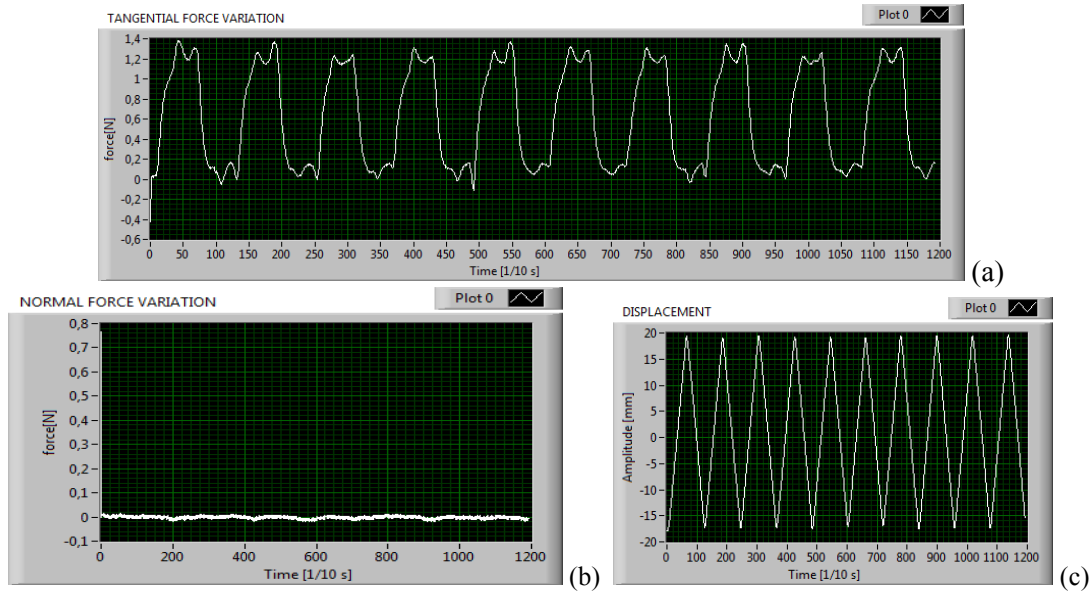 TANGENTIAL FORCE VARIATION
Plot 0
1,4
1,2
1
0,8
0,6
0,4
0,2
0
-0,2
-0,4
-0,6
force[N]
0 50 100 150 200 250 300 350 400 450 500 550 600 650 700 750 800 850 900 950 1000 1050 1100 1150 1200
Time [1/10 s]
(a)
NORMAL FORCE VARIATION
Plot 0
0,8
0,7
0,6
0,5
0,4
0,3
0,2
0,1
0
-0,1
force[N]
0 200 400 600 800 1000 1200
Time [1/10 s]
(b)
DISPLACEMENT
Plot 0
20
15
10
5
0
-5
-10
-15
-20
Amplitude [mm]
0 100 200 300 400 500 600 700 800 900 1000 1100 1200
Time [1/10 s]
(c)